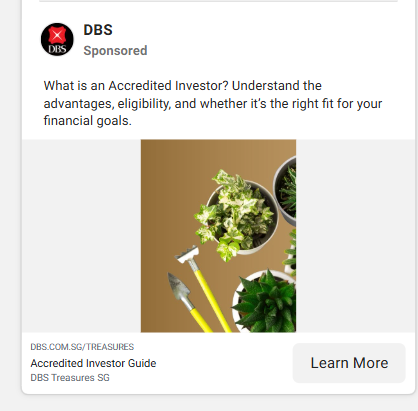 DBS
DBS
Sponsored
What is an Accredited Investor? Understand the
advantages, eligibility, and whether it’s the right fit for your
financial goals.
DBS.COM.SG/TREASURES
Accredited Investor Guide
DBS Treasures SG
Learn More